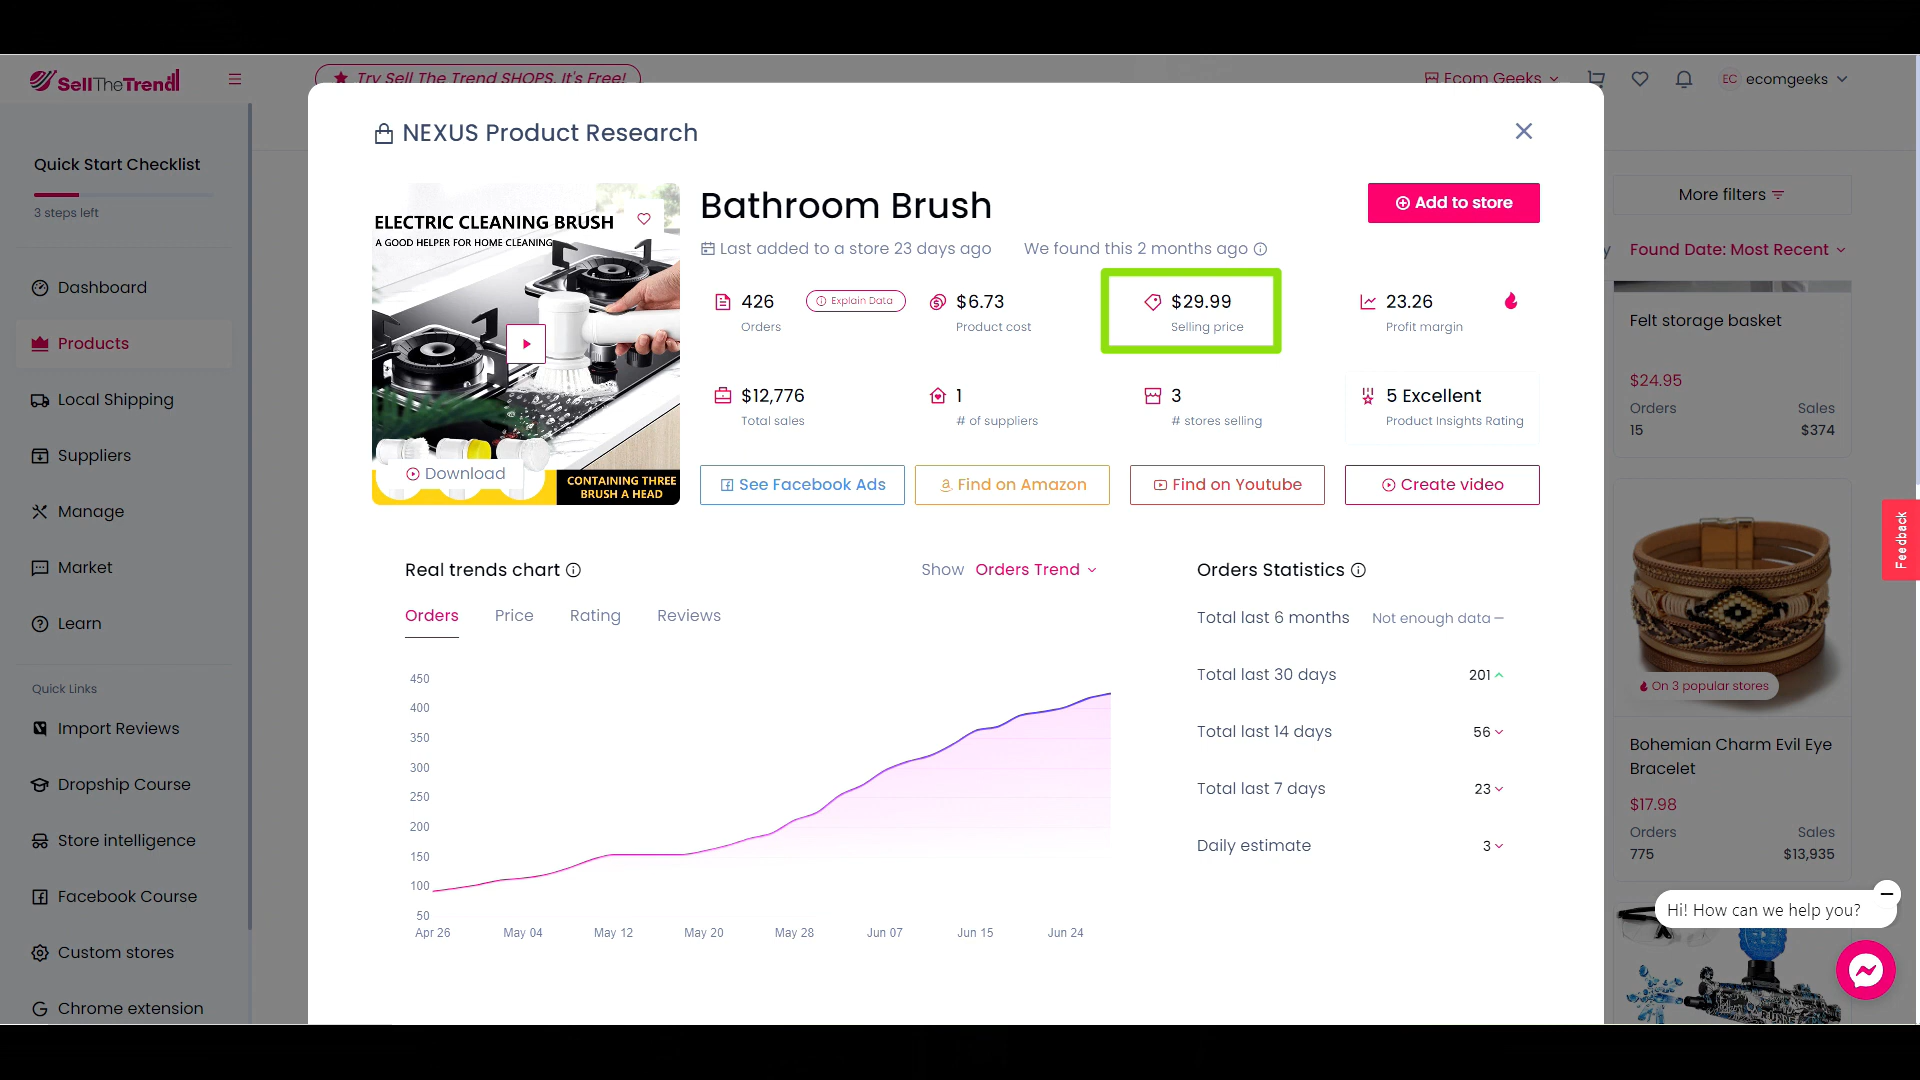 SellTheTrend
Try Sell The Trend SHOPS. It's Free!
Ecom Geeks
EC ecomgeeks
Quick Start Checklist
3 steps left
Dashboard
Products
Local Shipping
Suppliers
Manage
Market
Learn
Quick Links
Import Reviews
Dropship Course
Store intelligence
Facebook Course
Custom stores
Chrome extension
NEXUS Product Research
ELECTRIC CLEANING BRUSH
A GOOD HELPER FOR HOME CLEANING
Download
CONTAINING THREE
BRUSH A HEAD
Bathroom Brush
Add to store
Last added to a store 23 days ago We found this 2 months ago
426 Explain Data $6.73 $29.99 23.26
Orders Product cost Selling price Profit margin
$12,776 1 3 5 Excellent
Total sales # of suppliers # stores selling Product Insights Rating
See Facebook Ads Find on Amazon Find on Youtube Create video
Real trends chart
Show Orders Trend
Orders Price Rating Reviews
450
400
350
300
250
200
150
100
50
Apr 26 May 04 May 12 May 20 May 28 Jun 07 Jun 15 Jun 24
Orders Statistics
Total last 6 months Not enough data
Total last 30 days 201
Total last 14 days 56
Total last 7 days 23
Daily estimate 3
More filters
Found Date: Most Recent
Felt storage basket
$24.95
Orders Sales
15 $374
On 3 popular stores
Bohemian Charm Evil Eye
Bracelet
$17.98
Orders Sales
775 $13,935
Feedback
Hi! How can we help you?